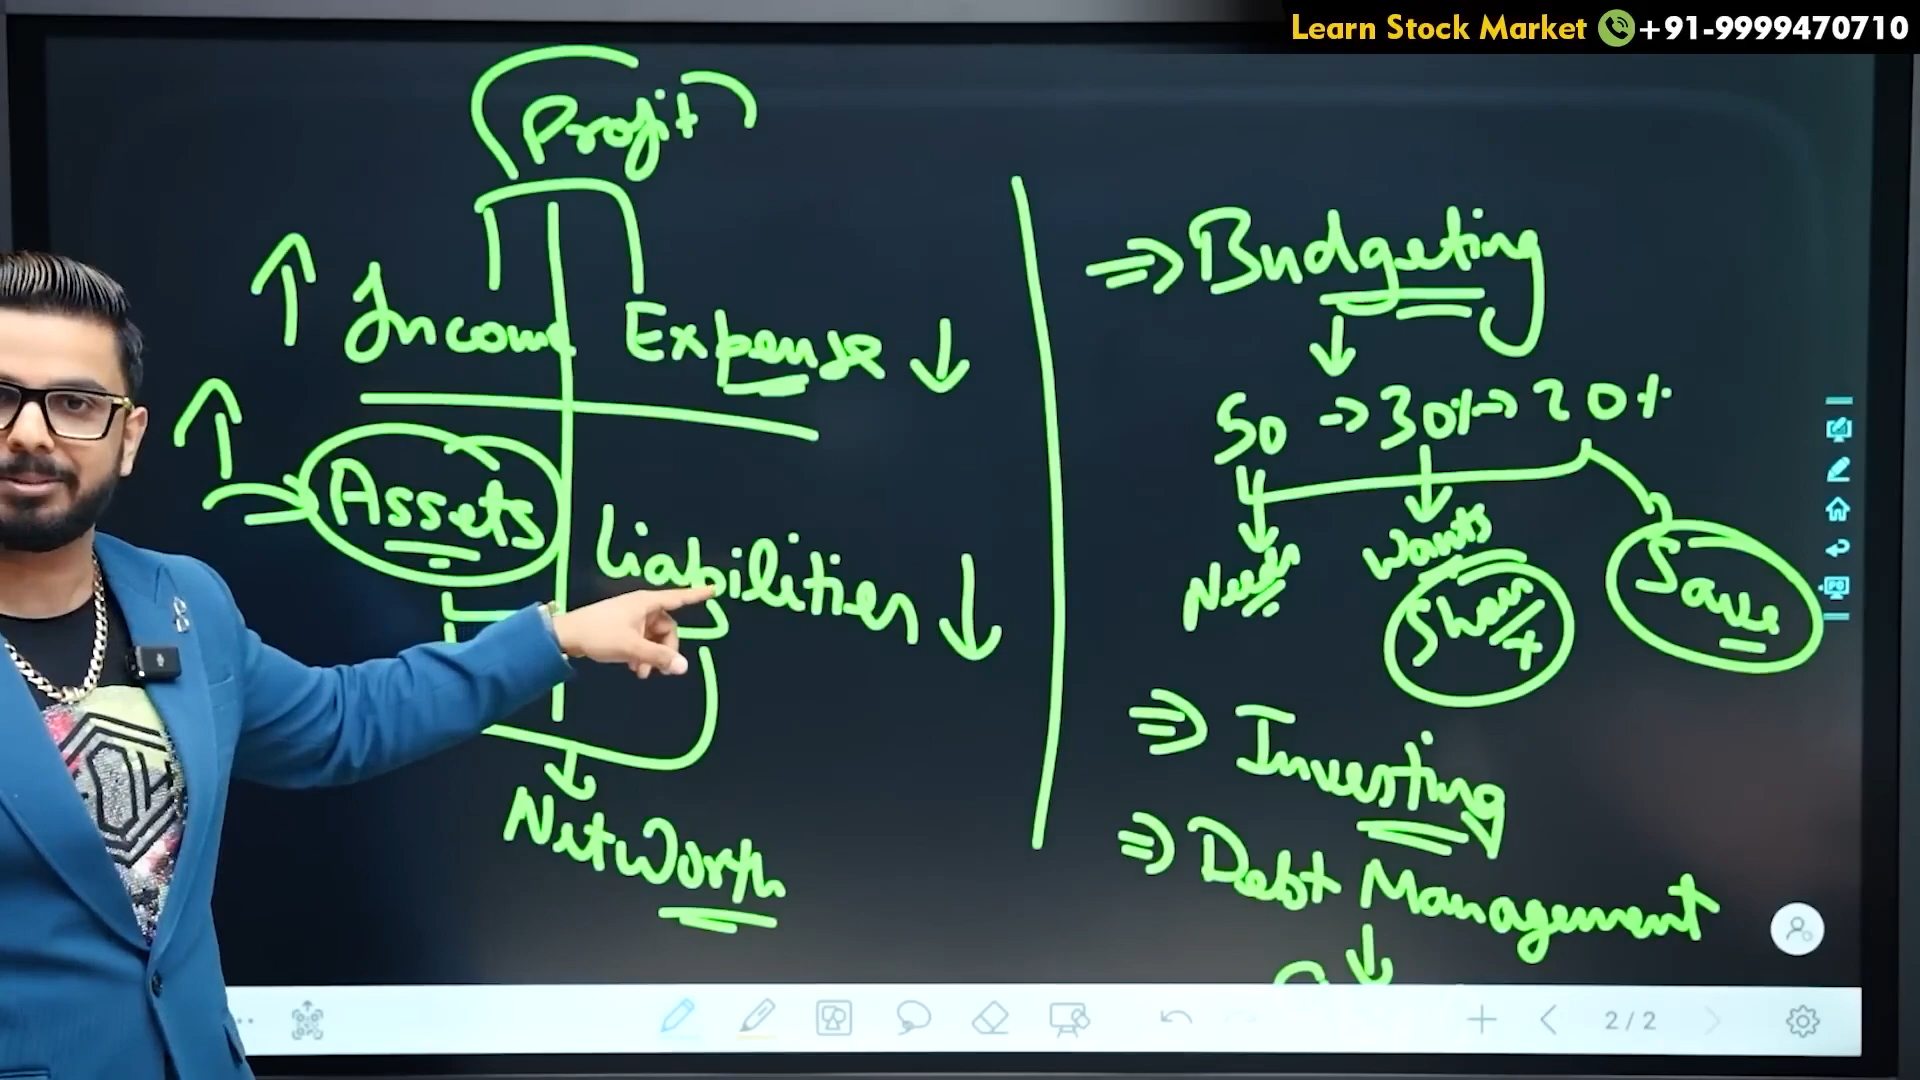 Learn Stock Market +91-9999470710
Profit
Income Expense
Assets
Liabilities
NetWorth
Budgeting
50 → 30% → 20%
Needs Wants Save
Investing
Debt Management
2/2